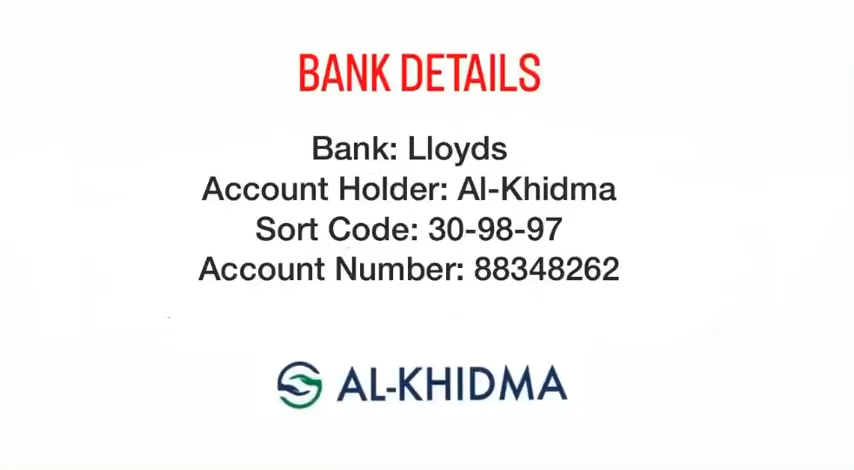 BANK DETAILS
Bank: Lloyds
Account Holder: Al-Khidma
Sort Code: 30-98-97
Account Number: 88348262
AL-KHIDMA